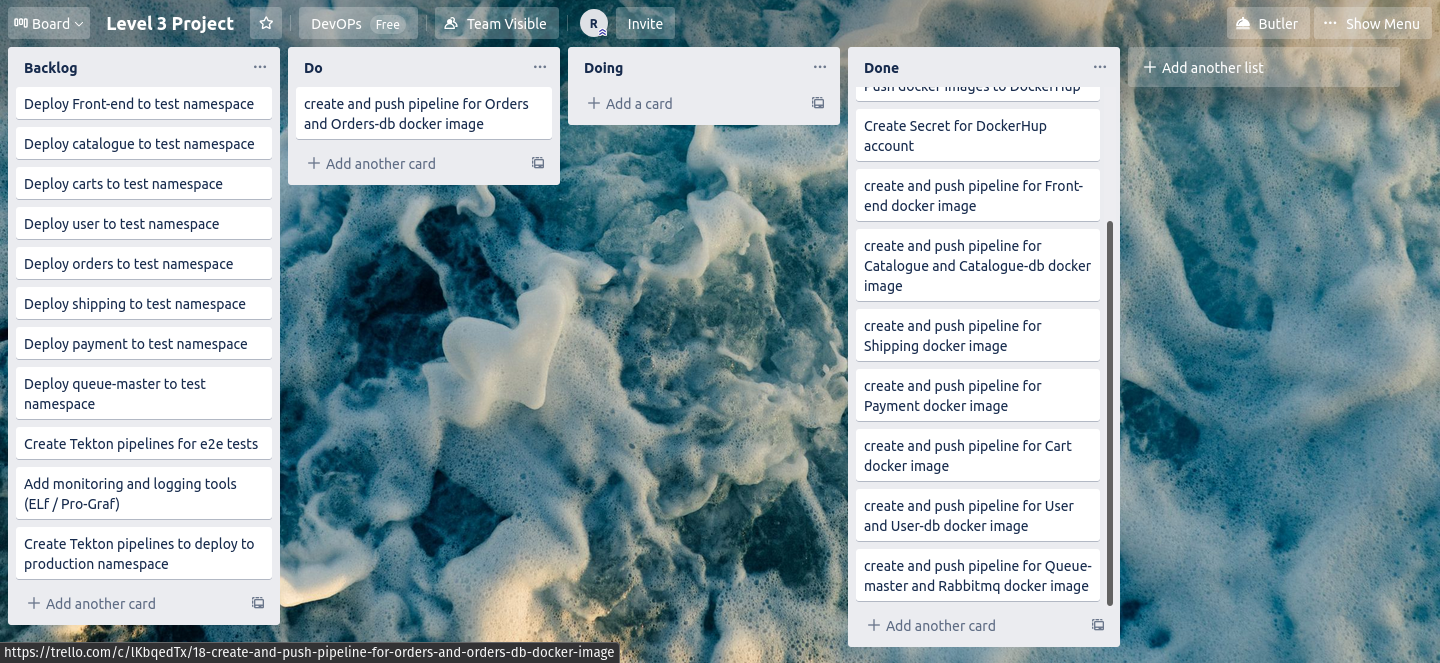 Board
Level 3 Project
DevOPs Free
Team Visible
R
Invite
Butler
Show Menu
Backlog
Deploy Front-end to test namespace
Deploy catalogue to test namespace
Deploy carts to test namespace
Deploy user to test namespace
Deploy orders to test namespace
Deploy shipping to test namespace
Deploy payment to test namespace
Deploy queue-master to test
namespace
Create Tekton pipelines for e2e tests
Add monitoring and logging tools
(ELf / Pro-Graf)
Create Tekton pipelines to deploy to
production namespace
Add another card
Do
create and push pipeline for Orders
and Orders-db docker image
Add another card
Doing
Add a card
Done
Push docker images to DockerHup
Create Secret for DockerHup
account
create and push pipeline for Front-
end docker image
create and push pipeline for
Catalogue and Catalogue-db docker
image
create and push pipeline for
Shipping docker image
create and push pipeline for
Payment docker image
create and push pipeline for Cart
docker image
create and push pipeline for User
and User-db docker image
create and push pipeline for Queue-
master and Rabbitmq docker image
Add another card
Add another list
https://trello.com/c/lKbqedTx/18-create-and-push-pipeline-for-orders-and-orders-db-docker-image